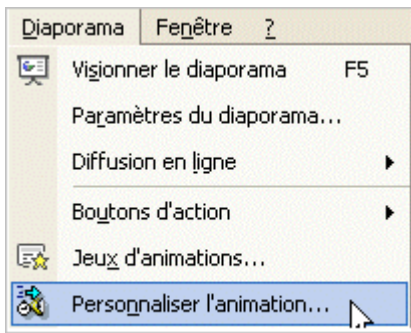 Diaporama Fenêtre ?
Visionner le diaporama F5
Paramètres du diaporama...
Diffusion en ligne
Boutons d'action
Jeux d'animations...
Personnaliser l'animation...